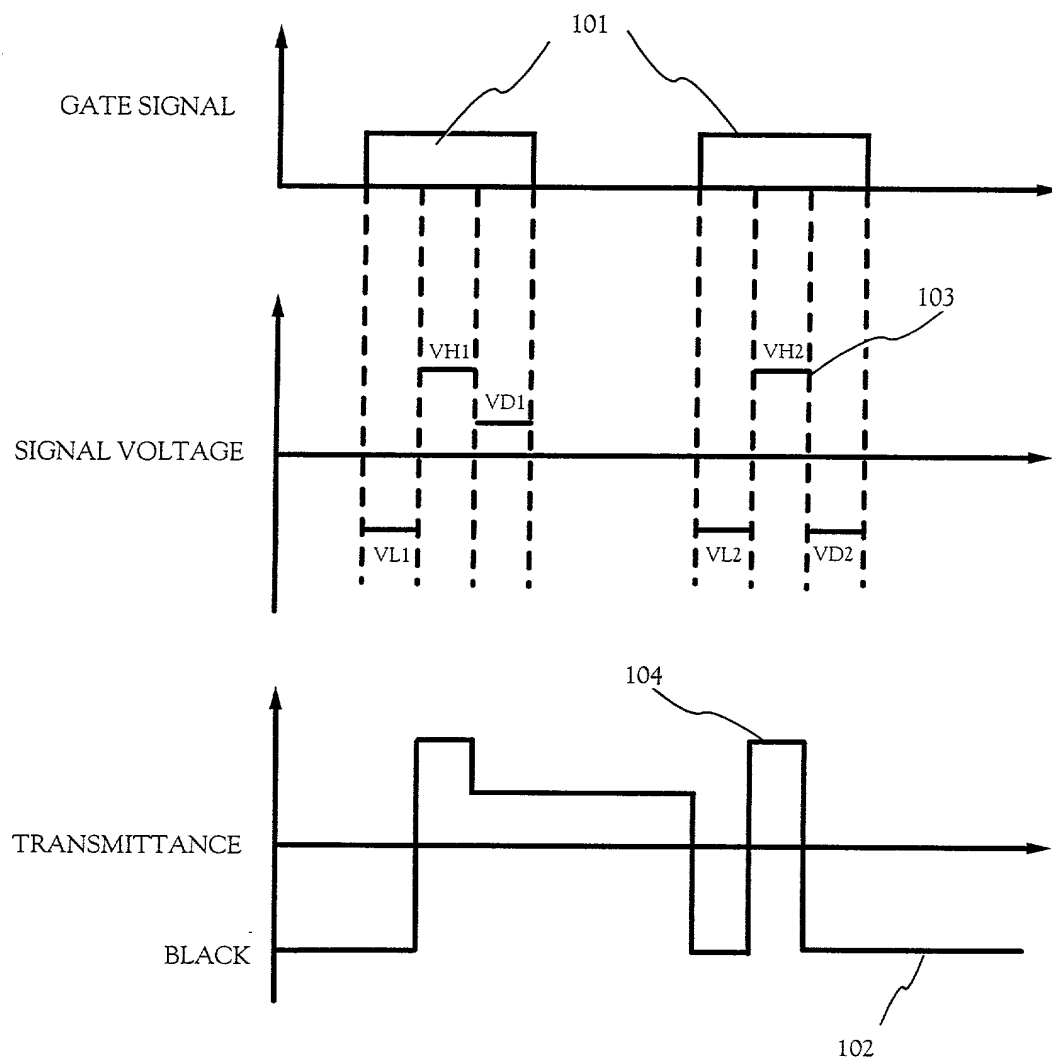 101
GATE SIGNAL
103
VH1
VH2
VD1
SIGNAL VOLTAGE
VL1
VL2
VD2
104
TRANSMITTANCE
BLACK
102